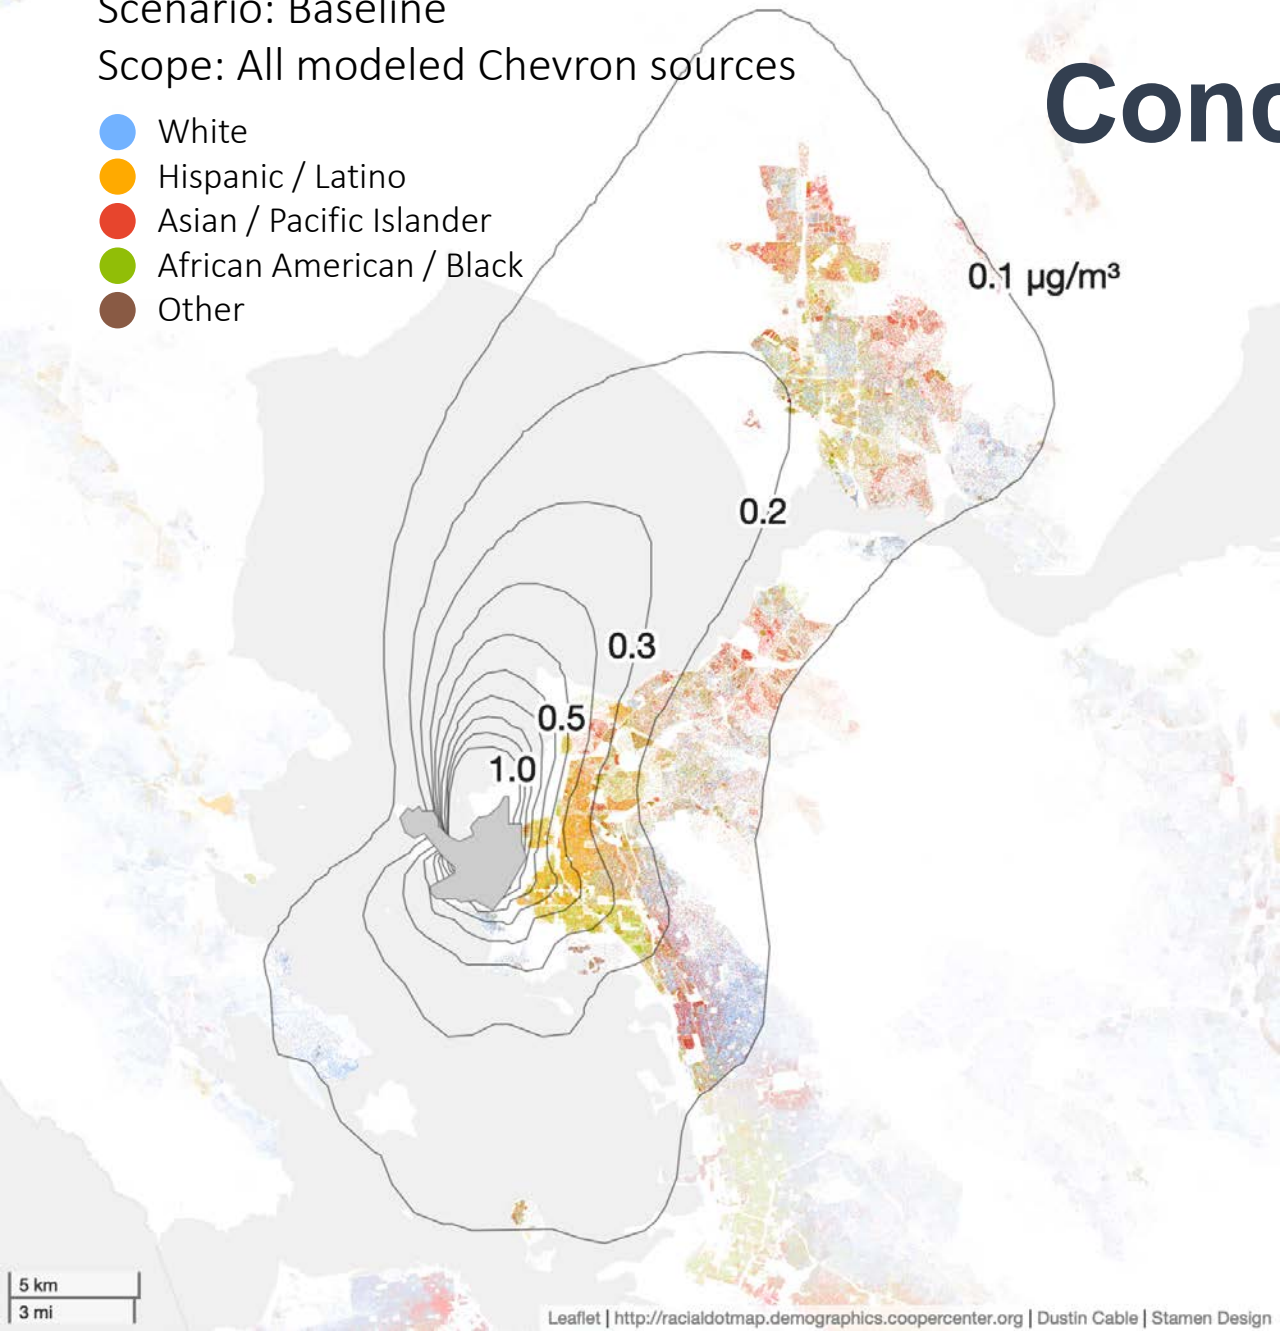 Scenario: Baseline
Scope: All modeled Chevron sources
White
Hispanic / Latino
Asian / Pacific Islander
African American / Black
Other
Conc
0.1 µg/m³
0.2
0.3
0.5
1.0
5 km
3 mi
Leaflet | http://racialdotmap.demographics.coopercenter.org | Dustin Cable | Stamen Design